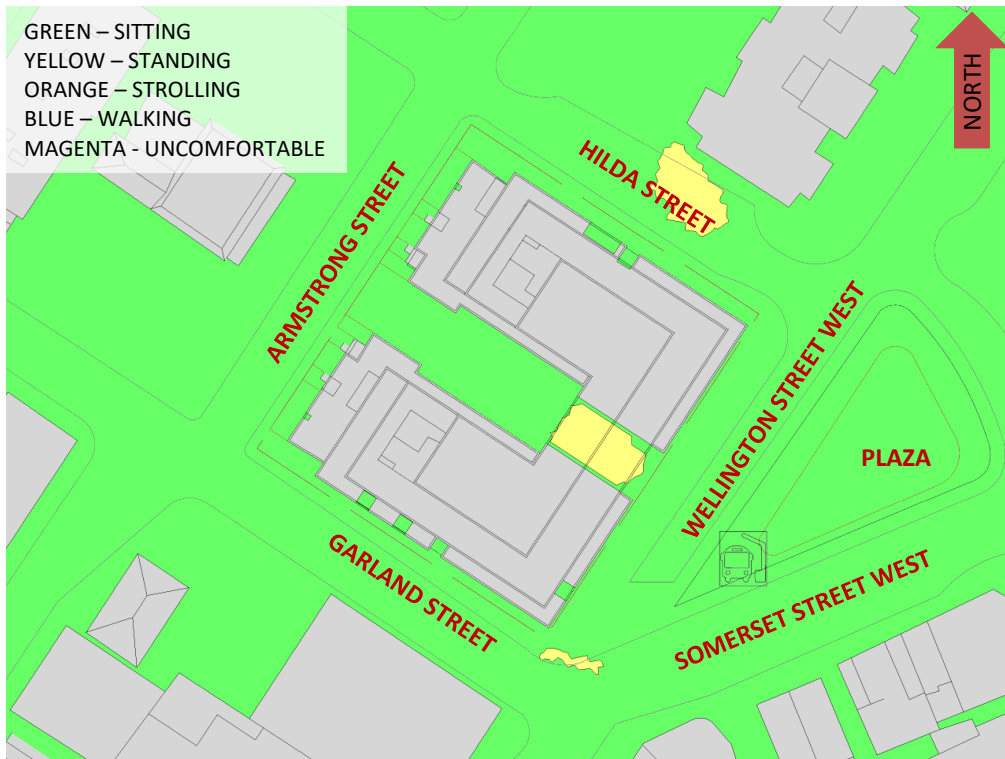 GREEN – SITTING
YELLOW – STANDING
ORANGE – STROLLING
BLUE – WALKING
MAGENTA - UNCOMFORTABLE
NORTH
HILDA STREET
ARMSTRONG STREET
WELLINGTON STREET WEST
PLAZA
GARLAND STREET
SOMERSET STREET WEST